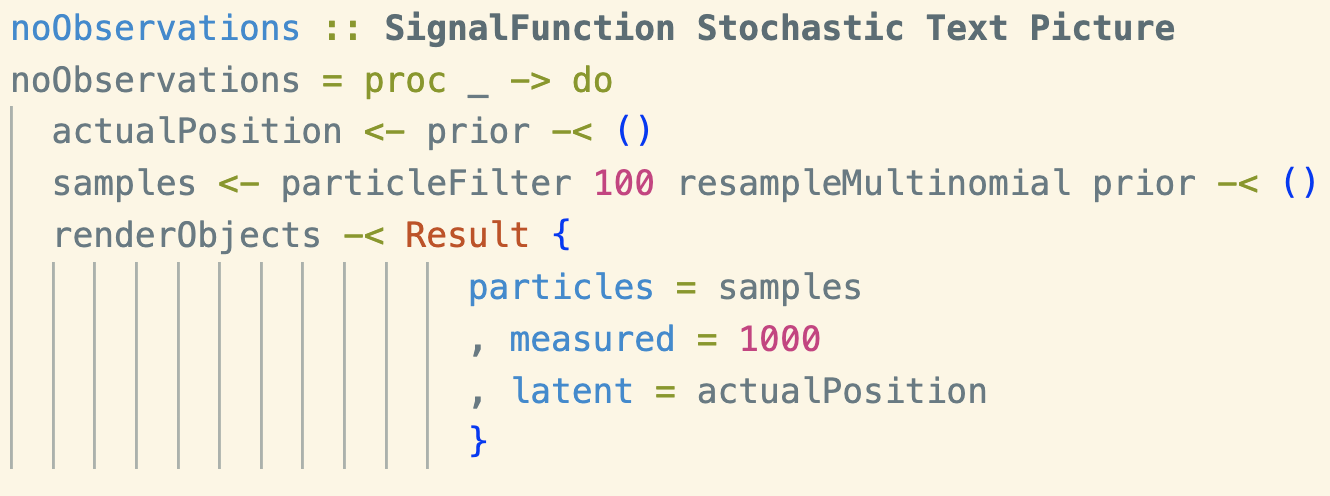 noObservations :: SignalFunction Stochastic Text Picture
noObservations = proc _ -> do
actualPosition <- prior -< ()
samples <- particleFilter 100 resampleMultinomial prior -< ()
renderObjects -< Result {
particles = samples
, measured = 1000
, latent = actualPosition
}